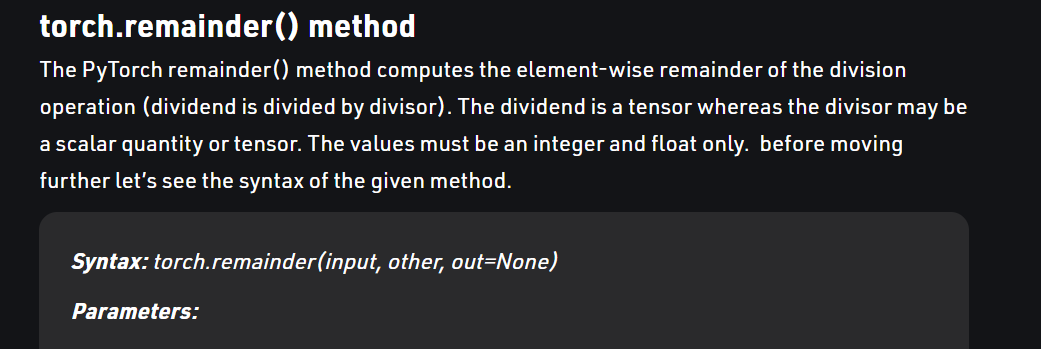 torch.remainder() method
The PyTorch remainder() method computes the element-wise remainder of the division
operation (dividend is divided by divisor). The dividend is a tensor whereas the divisor may be
a scalar quantity or tensor. The values must be an integer and float only.  before moving
further let’s see the syntax of the given method.
Syntax: torch.remainder(input, other, out=None)
Parameters: